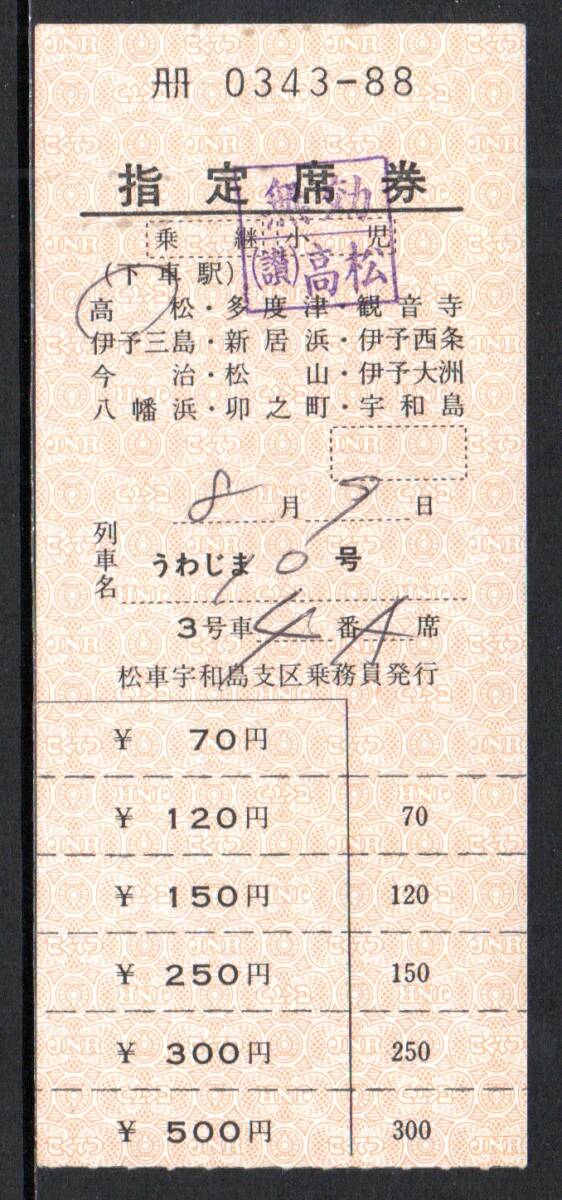 冊 0343-88
指定席券
無効
乗継 小児
(讃)高松
(下車駅)
高松・多度津・観音寺
伊予三島・新居浜・伊予西条
今治・松山・伊予大洲
八幡浜・卯之町・宇和島
8月9日
列車名 うわじま10号
3号車4番A席
松車宇和島支区乗務員発行
¥ 70円
¥ 120円 70
¥ 150円 120
¥ 250円 150
¥ 300円 250
¥ 500円 300